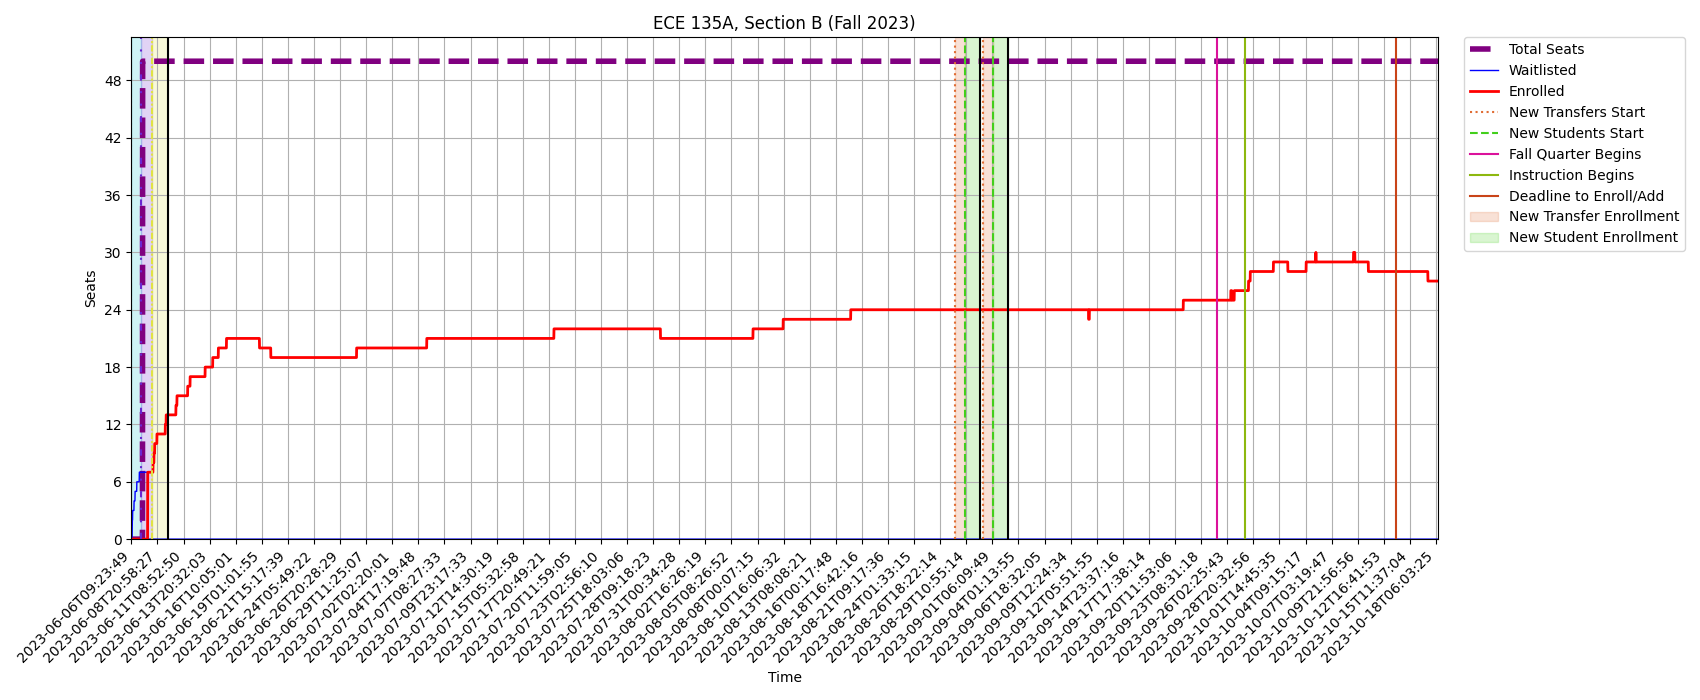 ECE 135A, Section B (Fall 2023)
Total Seats
Waitlisted
Enrolled
New Transfers Start
New Students Start
Fall Quarter Begins
Instruction Begins
Deadline to Enroll/Add
New Transfer Enrollment
New Student Enrollment
Seats
48
42
36
30
24
18
12
6
0
2023-06-06T09:23:49
2023-06-08T20:58:27
2023-06-11T08:52:50
2023-06-13T20:32:03
2023-06-16T10:05:01
2023-06-19T01:01:55
2023-06-21T15:17:39
2023-06-24T05:49:22
2023-06-26T20:28:29
2023-06-29T11:25:07
2023-07-02T02:20:01
2023-07-04T17:19:48
2023-07-07T08:27:33
2023-07-09T23:17:33
2023-07-12T14:30:19
2023-07-15T05:32:58
2023-07-17T20:49:21
2023-07-20T11:59:05
2023-07-23T02:56:10
2023-07-25T18:03:06
2023-07-28T09:18:23
2023-07-31T00:34:28
2023-08-02T16:26:19
2023-08-05T08:26:52
2023-08-08T00:07:15
2023-08-10T16:06:32
2023-08-13T08:08:21
2023-08-16T00:17:48
2023-08-18T16:42:16
2023-08-21T09:17:36
2023-08-24T01:33:15
2023-08-26T18:22:14
2023-08-29T10:55:14
2023-09-01T06:09:49
2023-09-04T01:13:55
2023-09-06T18:32:05
2023-09-09T12:24:34
2023-09-12T05:51:55
2023-09-14T23:37:16
2023-09-17T17:38:14
2023-09-20T11:53:06
2023-09-23T08:31:18
2023-09-26T02:25:43
2023-09-28T20:32:56
2023-10-01T14:45:35
2023-10-04T09:15:17
2023-10-07T03:19:47
2023-10-09T21:56:56
2023-10-12T16:41:53
2023-10-15T11:37:04
2023-10-18T06:03:25
Time